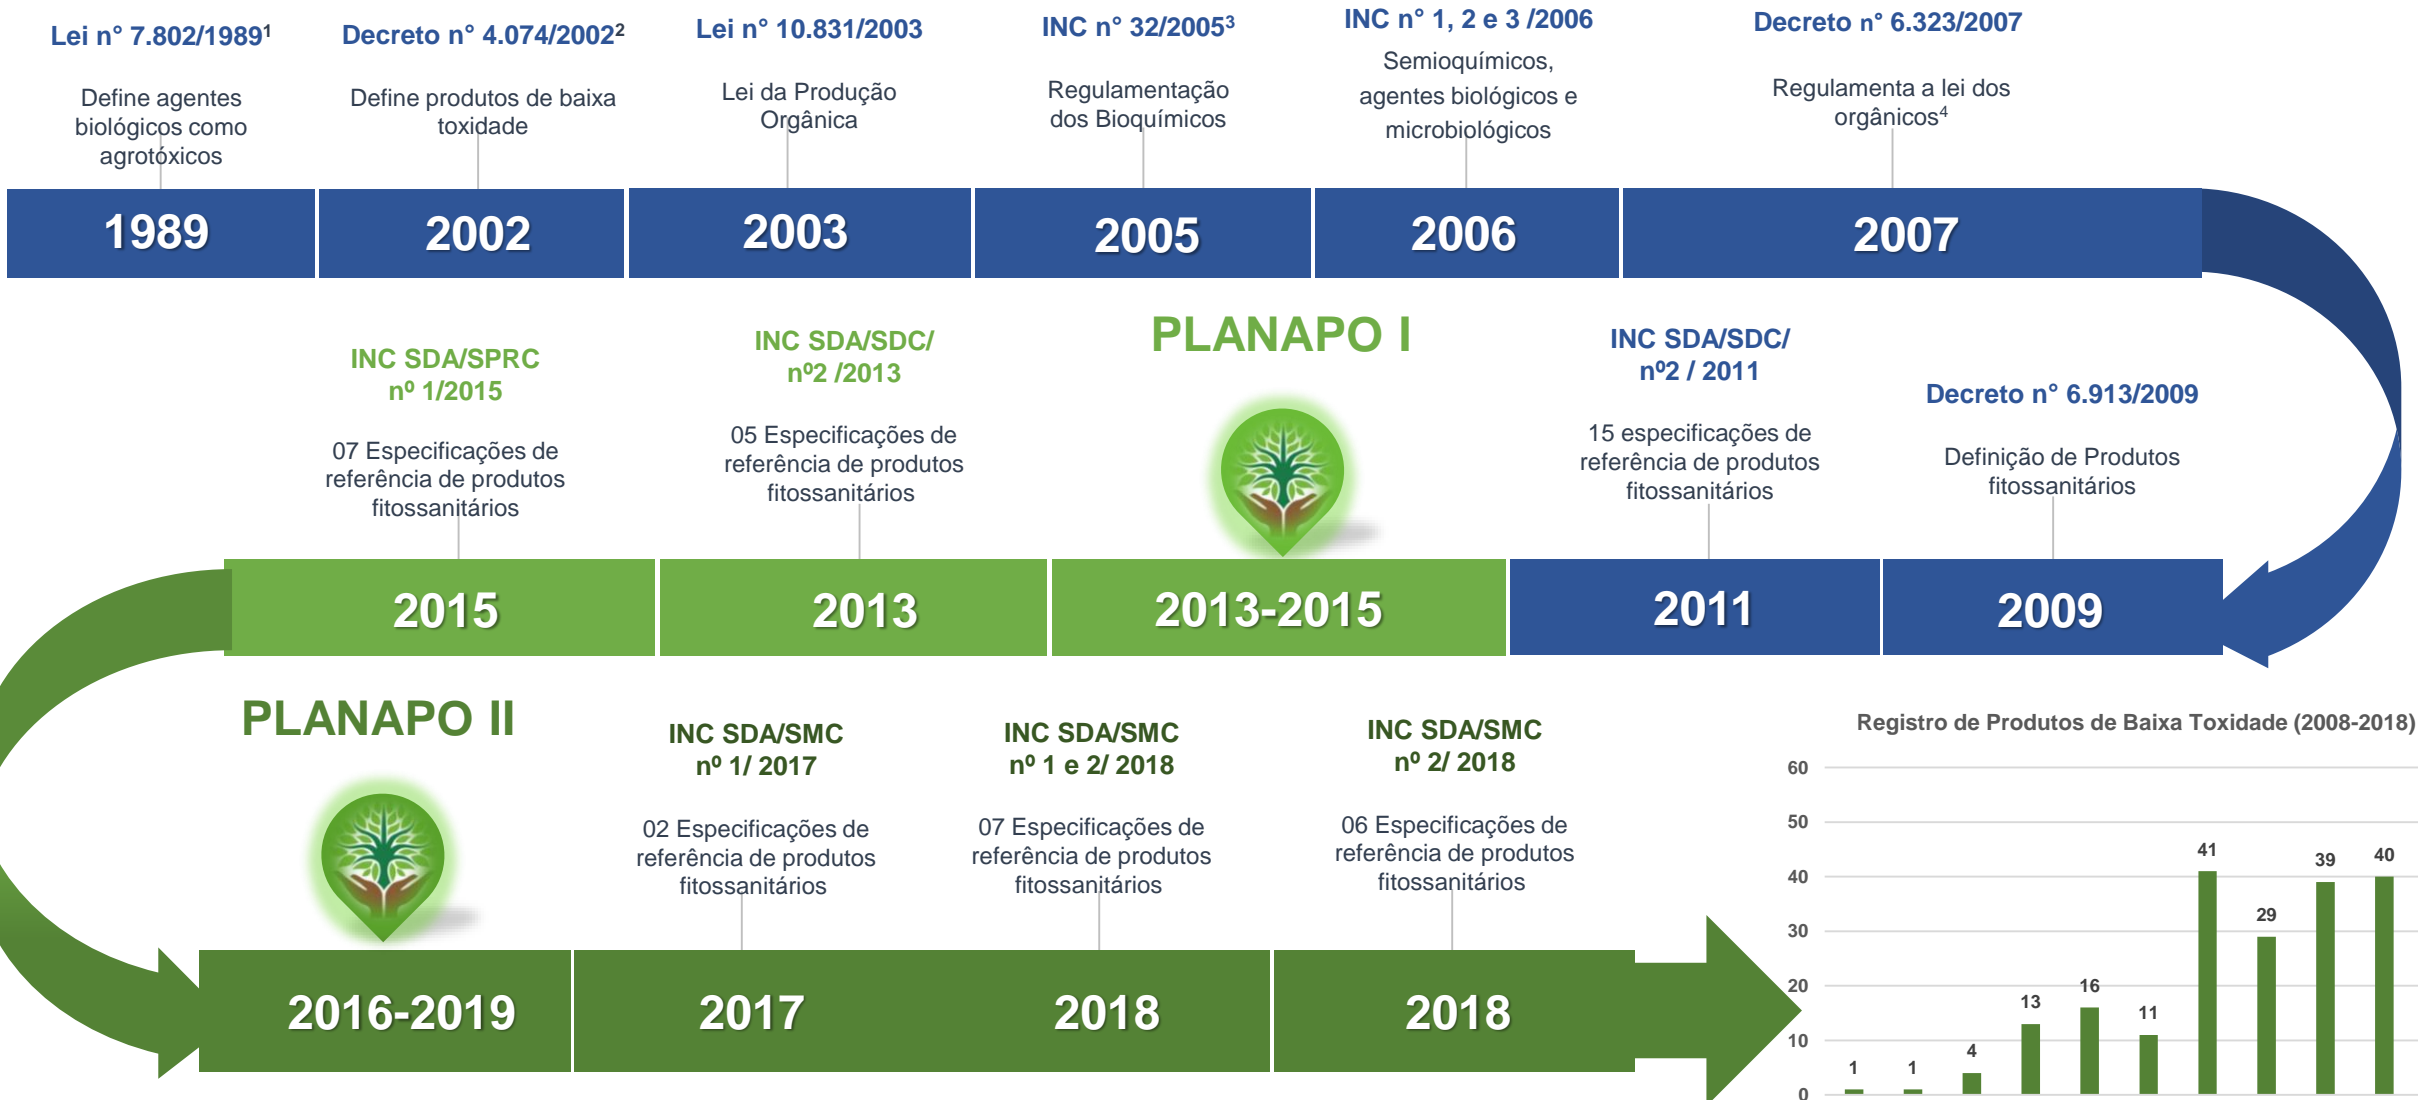 Lei n° 7.802/1989¹
Define agentes
biológicos como
agrotóxicos
Decreto n° 4.074/2002²
Define produtos de baixa
toxidade
Lei n° 10.831/2003
Lei da Produção
Orgânica
INC n° 32/2005³
Regulamentação
dos Bioquímicos
INC n° 1, 2 e 3 /2006
Semioquímicos,
agentes biológicos e
microbiológicos
Decreto n° 6.323/2007
Regulamenta a lei dos
orgânicos⁴
1989
2002
2003
2005
2006
2007
INC SDA/SPRC
nº 1/2015
07 Especificações de
referência de produtos
fitossanitários
INC SDA/SDC/
nº2 /2013
05 Especificações de
referência de produtos
fitossanitários
PLANAPO I
INC SDA/SDC/
nº2 / 2011
15 especificações de
referência de produtos
fitossanitários
Decreto n° 6.913/2009
Definição de Produtos
fitossanitários
2015
2013
2013-2015
2011
2009
PLANAPO II
INC SDA/SMC
nº 1/ 2017
02 Especificações de
referência de produtos
fitossanitários
INC SDA/SMC
nº 1 e 2/ 2018
07 Especificações de
referência de produtos
fitossanitários
INC SDA/SMC
nº 2/ 2018
06 Especificações de
referência de produtos
fitossanitários
2016-2019
2017
2018
2018
Registro de Produtos de Baixa Toxidade (2008-2018)
60
50
40
30
20
10
0
1
1
4
13
16
11
41
29
39
40